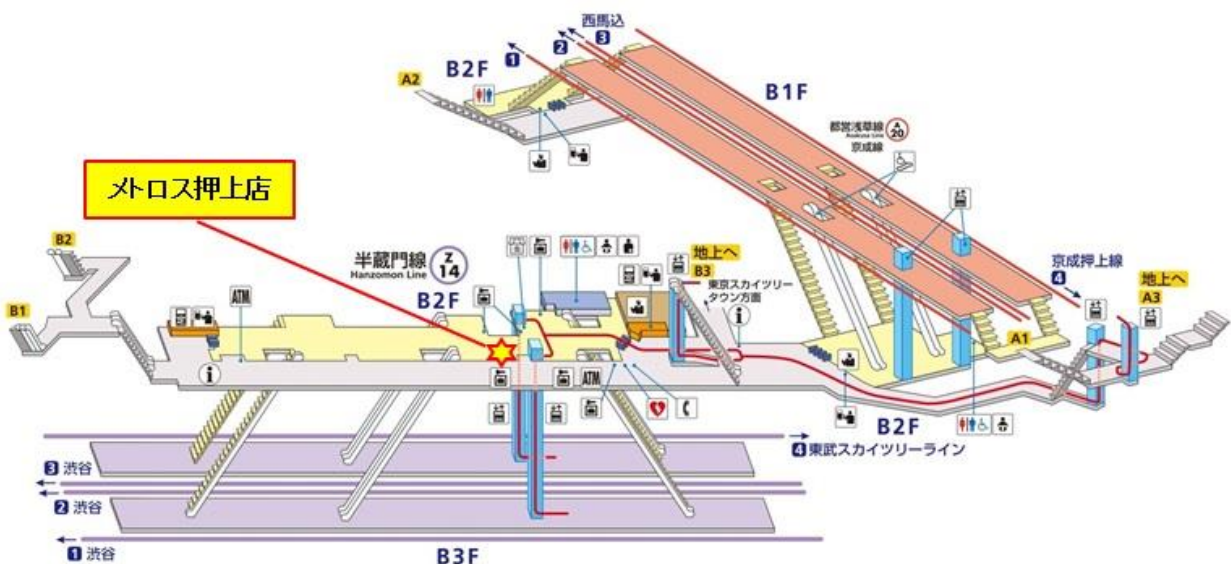 西馬込
1
2
3
B2F
A2
B1F
都営浅草線
Asakusa Line
A
20
京成線
メトロス押上店
B2
半蔵門線
Hanzomon Line
Z
14
B2F
地上へ
B3
東京スカイツリー
タウン方面
京成押上線
4
地上へ
A3
B1
ATM
A1
ATM
B2F
4 東武スカイツリーライン
3 渋谷
2 渋谷
1 渋谷
B3F